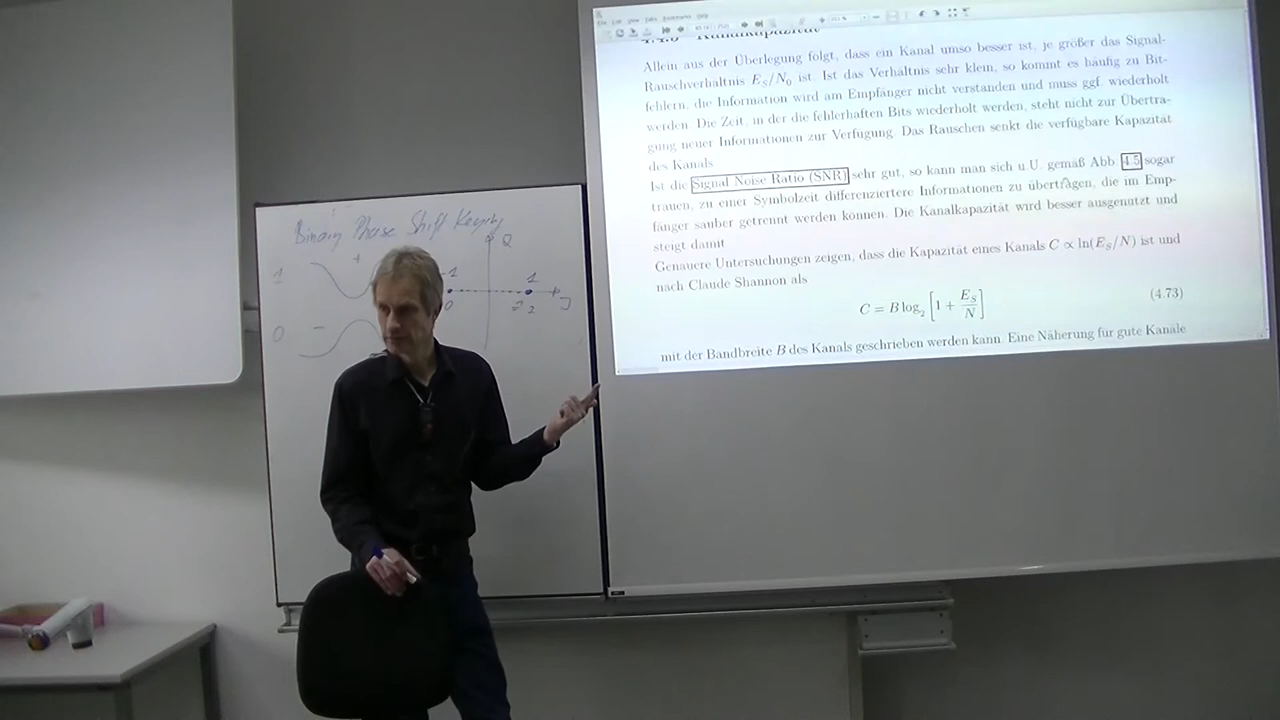 Binary Phase Shift Keying
1
+
0
−
Q
-1
1
0
2
J
4.4.3 Kanalkapazität
Allein aus der Überlegung folgt, dass ein Kanal umso besser ist, je größer das Signal-
Rauschverhältnis E_S/N_0 ist. Ist das Verhältnis sehr klein, so kommt es häufig zu Bit-
fehlern, die Information wird am Empfänger nicht verstanden und muss ggf. wiederholt
werden. Die Zeit, in der die fehlerhaften Bits wiederholt werden, steht nicht zur Übertra-
gung neuer Informationen zur Verfügung. Das Rauschen senkt die verfügbare Kapazität
des Kanals.
Ist die Signal Noise Ratio (SNR) sehr gut, so kann man sich u.U. gemäß Abb. 4.5 sogar
trauen, zu einer Symbolzeit differenziertere Informationen zu übertragen, die im Emp-
fänger sauber getrennt werden können. Die Kanalkapazität wird besser ausgenutzt und
steigt damit.
Genauere Untersuchungen zeigen, dass die Kapazität eines Kanals C ∝ ln(E_S/N) ist und
nach Claude Shannon als
C = B log_2 [1 + E_S/N] (4.73)
mit der Bandbreite B des Kanals geschrieben werden kann. Eine Näherung für gute Kanäle